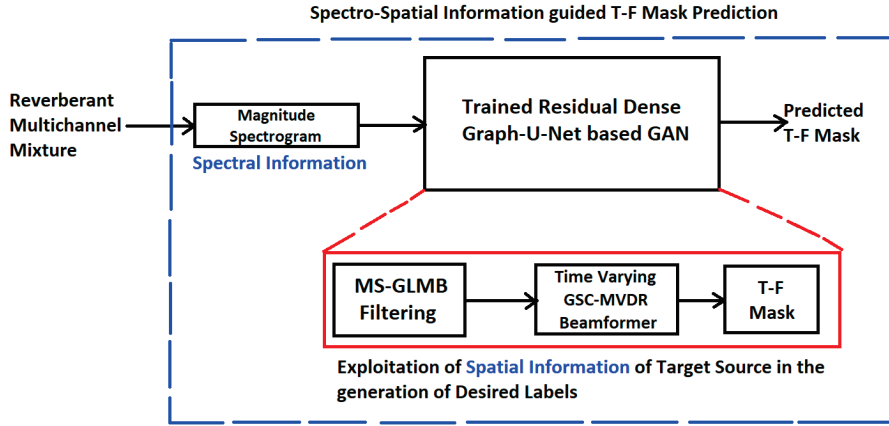 Spectro-Spatial Information guided T-F Mask Prediction
Reverberant
Multichannel
Mixture
Magnitude
Spectrogram
Spectral Information
Trained Residual Dense
Graph-U-Net based GAN
Predicted
T-F Mask
MS-GLMB
Filtering
Time Varying
GSC-MVDR
Beamformer
T-F
Mask
Exploitation of Spatial Information of Target Source in the
generation of Desired Labels